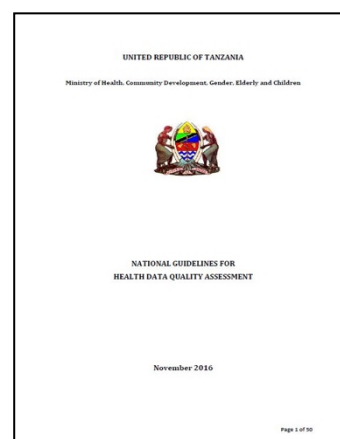 UNITED REPUBLIC OF TANZANIA
Ministry of Health, Community Development, Gender, Elderly and Children
NATIONAL GUIDELINES FOR
HEALTH DATA QUALITY ASSESSMENT
November 2016
Page 1 of 50